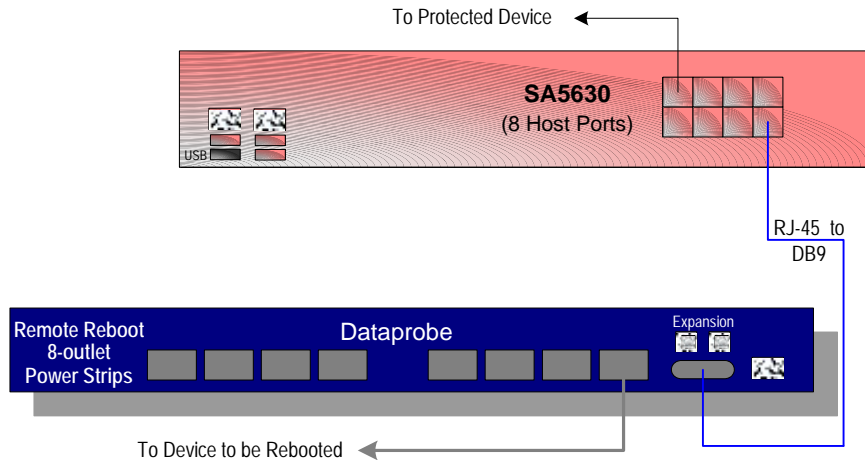 To Protected Device
SA5630
(8 Host Ports)
USB
RJ-45 to
DB9
Remote Reboot
8-outlet
Power Strips
Dataprobe
Expansion
To Device to be Rebooted